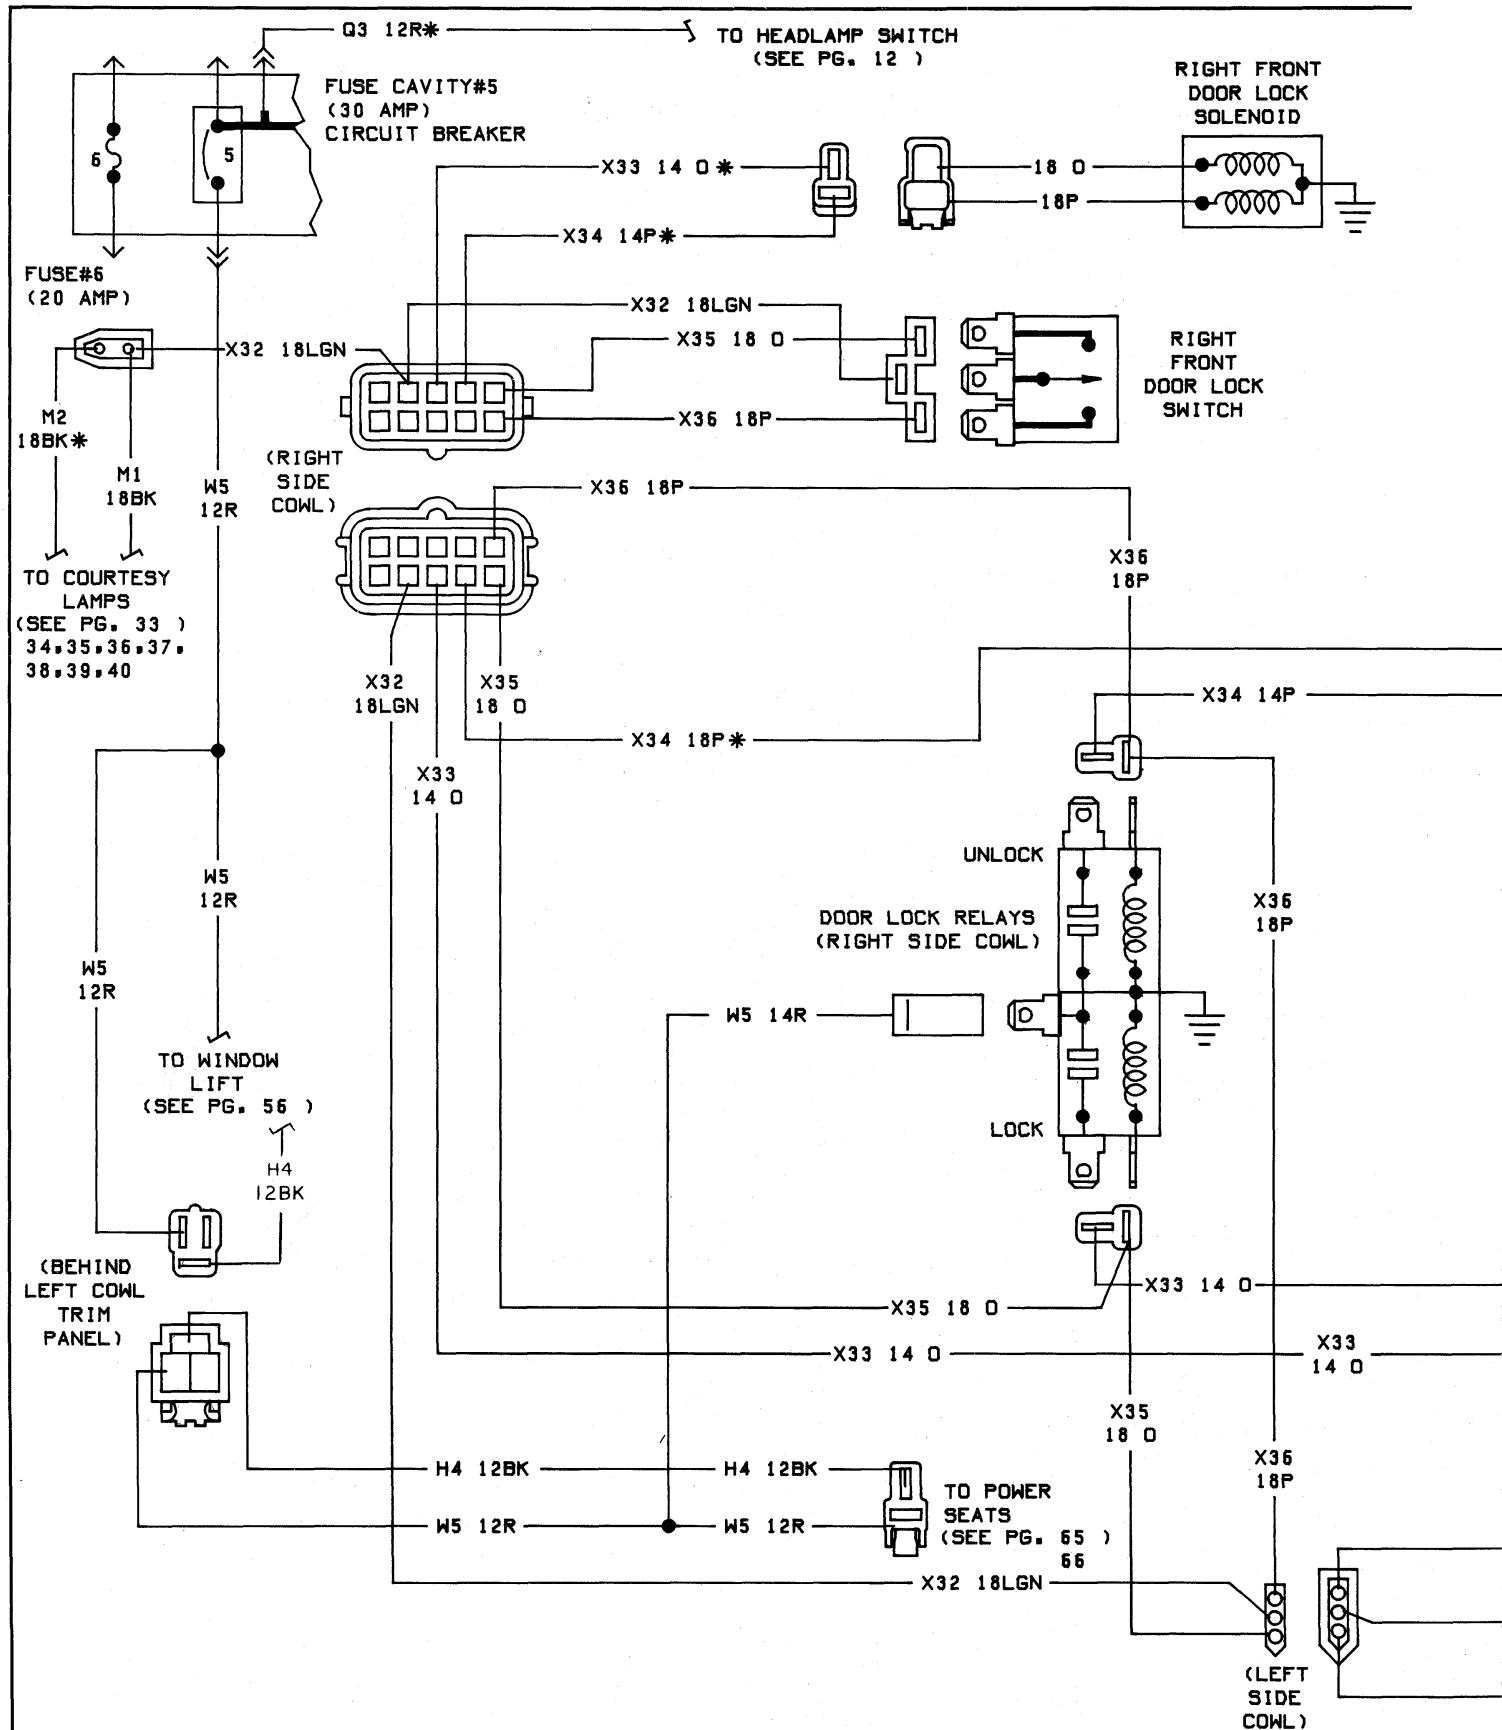 Q3 12R*
TO HEADLAMP SWITCH
(SEE PG. 12 )
FUSE CAVITY#5
(30 AMP)
CIRCUIT BREAKER
6
5
RIGHT FRONT
DOOR LOCK
SOLENOID
X33 14 O*
18 O
18P
X34 14P*
FUSE#6
(20 AMP)
X32 18LGN
X35 18 O
X32 18LGN
RIGHT
FRONT
DOOR LOCK
SWITCH
X36 18P
M2
18BK*
M1
18BK
W5
12R
(RIGHT
SIDE
COWL)
X36 18P
X36
18P
TO COURTESY
LAMPS
(SEE PG. 33 )
34,35,36,37,
38,39,40
X32
18LGN
X35
18 O
X34 14P
X34 18P*
X33
14 O
UNLOCK
W5
12R
X36
18P
DOOR LOCK RELAYS
(RIGHT SIDE COWL)
W5
12R
W5 14R
TO WINDOW
LIFT
(SEE PG. 56 )
LOCK
H4
12BK
(BEHIND
LEFT COWL
TRIM
PANEL)
X33 14 O
X35 18 O
X33 14 O
X33
14 O
X35
18 O
X36
18P
H4 12BK
H4 12BK
TO POWER
SEATS
(SEE PG. 65 )
66
W5 12R
W5 12R
X32 18LGN
(LEFT
SIDE
COWL)